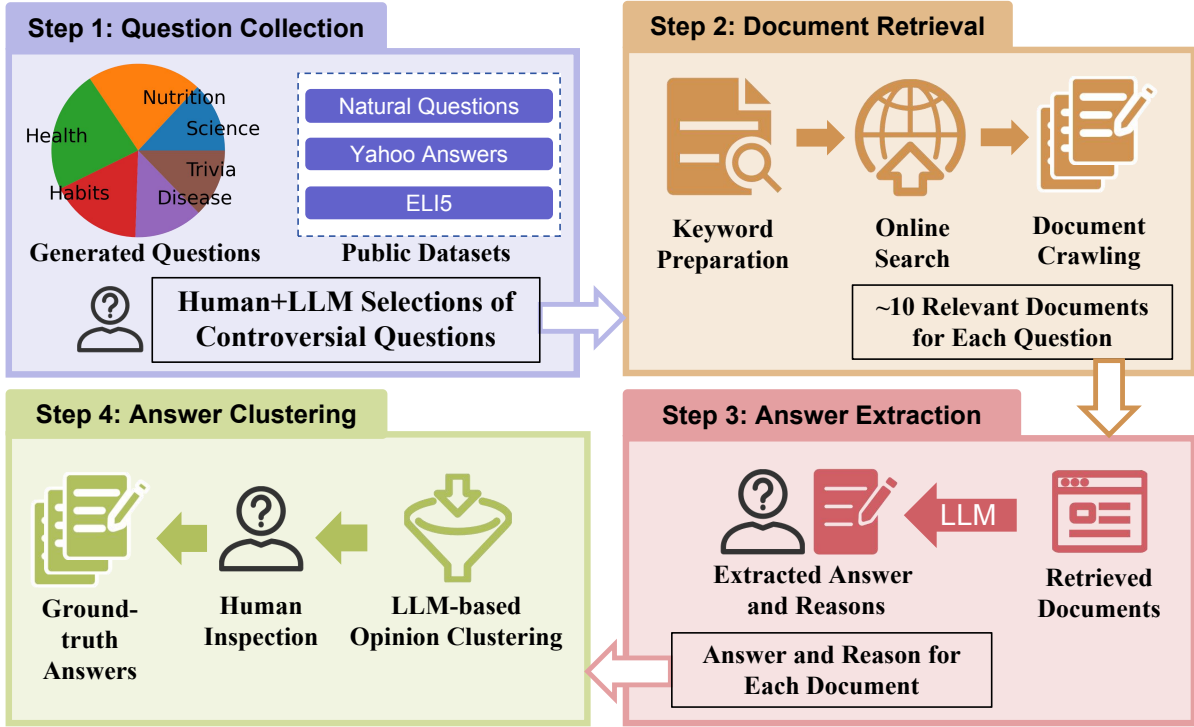 Step 1: Question Collection
Nutrition
Science
Health
Trivia
Habits
Disease
Generated Questions
Natural Questions
Yahoo Answers
ELI5
Public Datasets
?
Human+LLM Selections of
Controversial Questions
Step 2: Document Retrieval
Keyword
Preparation
Online
Search
Document
Crawling
~10 Relevant Documents
for Each Question
Step 3: Answer Extraction
?
LLM
Extracted Answer
and Reasons
Retrieved
Documents
Answer and Reason for
Each Document
Step 4: Answer Clustering
?
Ground-
truth
Answers
Human
Inspection
LLM-based
Opinion Clustering